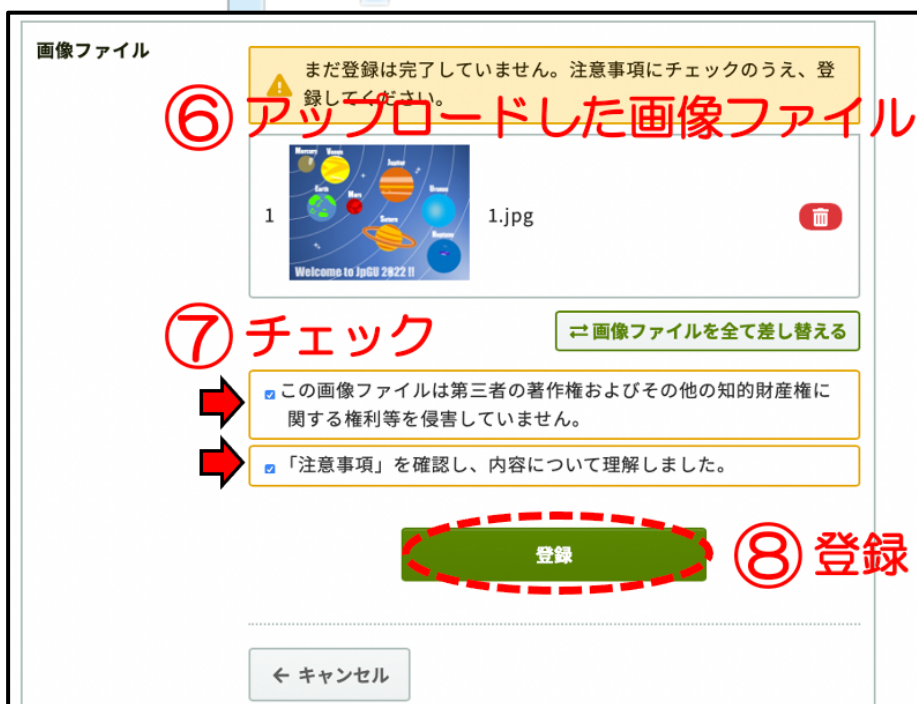 画像ファイル
まだ登録は完了していません。注意事項にチェックのうえ、登
録してください。
⑥アップロードした画像ファイル
Mercury Venus
Jupiter
Earth
Mars
Uranus
Saturn
Neptune
Welcome to JpGU 2022 !!
1
1.jpg
⑦チェック
⇄画像ファイルを全て差し替える
この画像ファイルは第三者の著作権およびその他の知的財産権に
関する権利等を侵害していません。
「注意事項」を確認し、内容について理解しました。
登録
⑧登録
← キャンセル